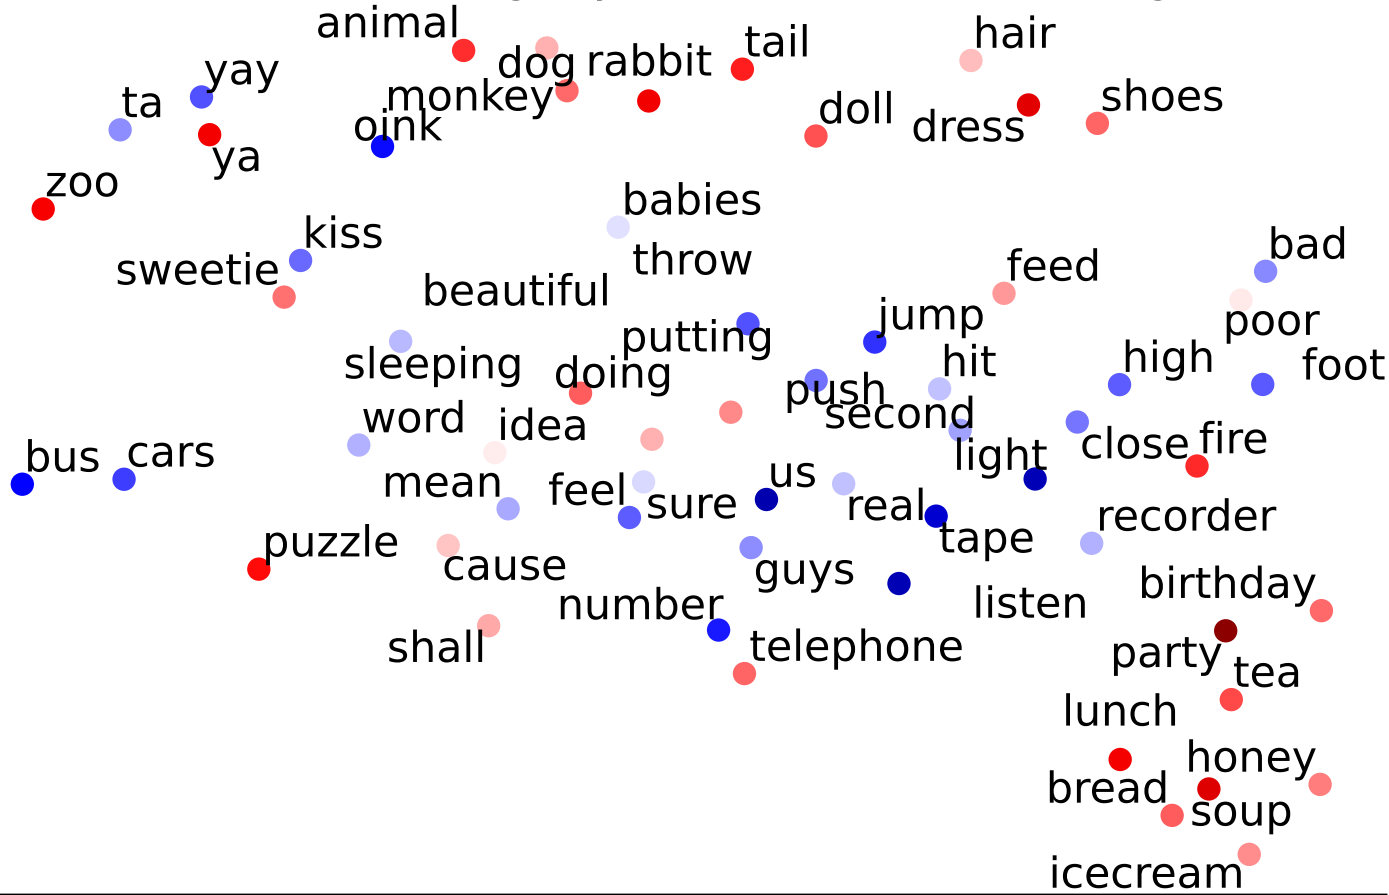 animal
dog
rabbit
tail
hair
yay
ta
monkey
oink
doll
dress
shoes
ya
zoo
babies
kiss
sweetie
throw
bad
feed
beautiful
jump
putting
poor
sleeping
doing
hit
high
foot
push
second
word
idea
light
close
fire
bus
cars
mean
feel
sure
us
real
recorder
tape
puzzle
cause
guys
number
listen
birthday
shall
telephone
party
tea
lunch
honey
bread
soup
icecream